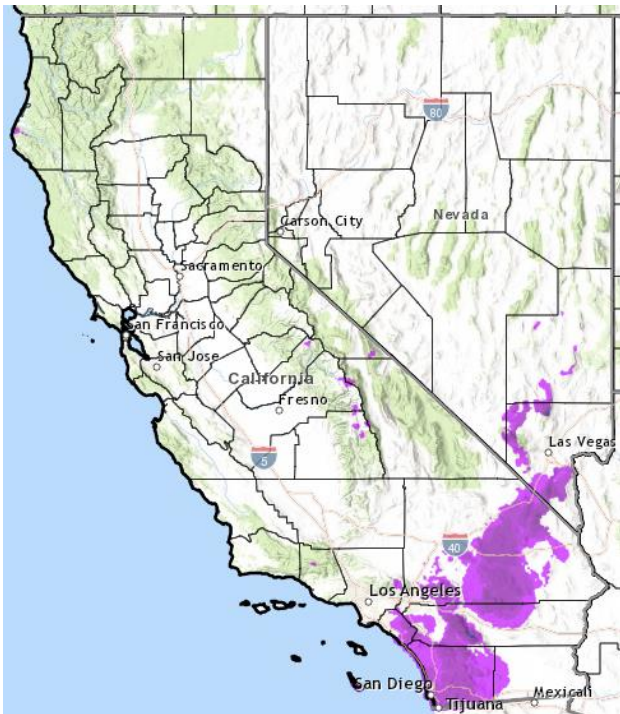 80
Carson City
Nevada
Sacramento
San Francisco
San Jose
California
Fresno
Las Vegas
5
40
Los Angeles
San Diego
Tijuana
Mexicali